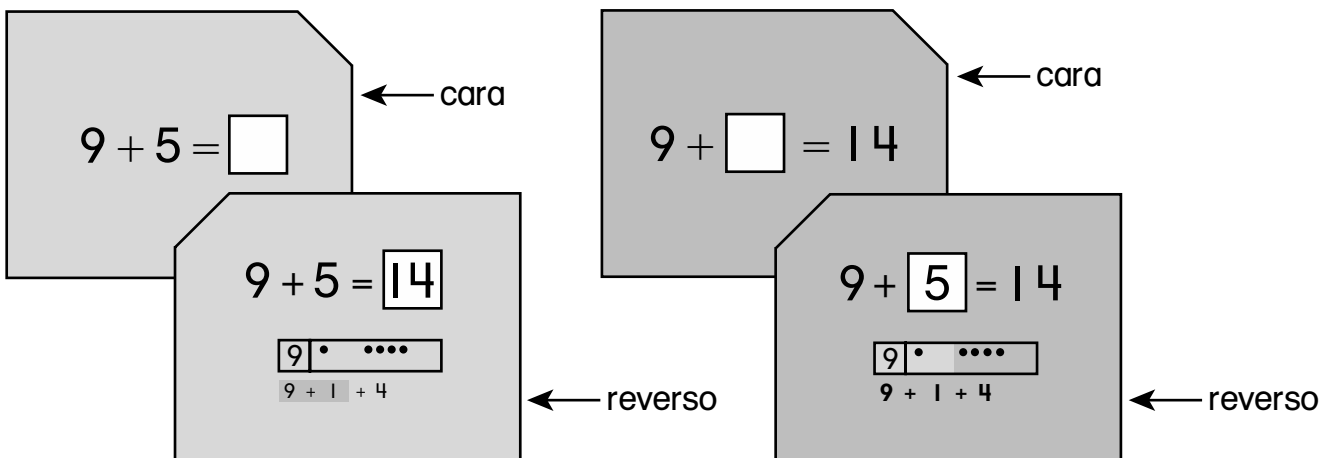 9 + 5 = 
cara
9 + 5 = 14
9
9 + 1 + 4
reverso
9 + = 14
cara
9 + 5 = 14
9
9 + 1 + 4
reverso